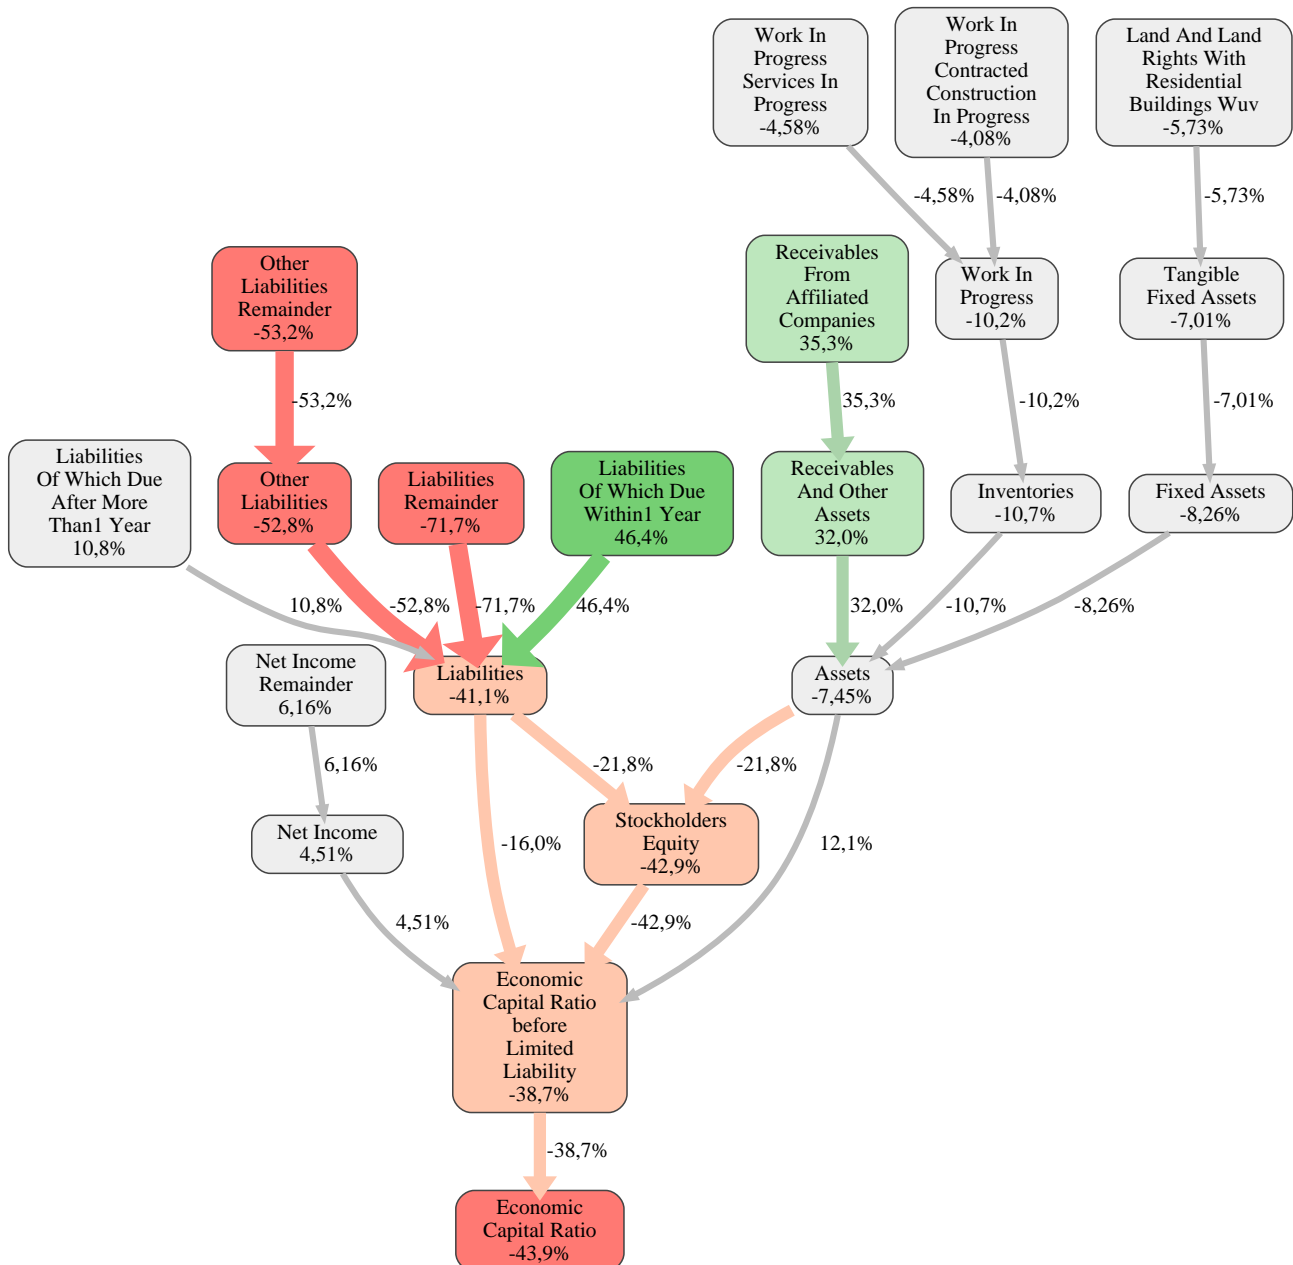 Work In
Progress
Services In
Progress
-4,58%
Work In
Progress
Contracted
Construction
In Progress
-4,08%
Land And Land
Rights With
Residential
Buildings Wuv
-5,73%
-4,58%
-4,08%
-5,73%
Other
Liabilities
Remainder
-53,2%
Receivables
From
Affiliated
Companies
35,3%
Work In
Progress
-10,2%
Tangible
Fixed Assets
-7,01%
-53,2%
35,3%
-10,2%
-7,01%
Liabilities
Of Which Due
After More
Than1 Year
10,8%
Other
Liabilities
-52,8%
Liabilities
Remainder
-71,7%
Liabilities
Of Which Due
Within1 Year
46,4%
Receivables
And Other
Assets
32,0%
Inventories
-10,7%
Fixed Assets
-8,26%
10,8%
-52,8%
-71,7%
46,4%
32,0%
-10,7%
-8,26%
Net Income
Remainder
6,16%
Liabilities
-41,1%
Assets
-7,45%
6,16%
-21,8%
-21,8%
Net Income
4,51%
-16,0%
Stockholders
Equity
-42,9%
12,1%
4,51%
-42,9%
Economic
Capital Ratio
before
Limited
Liability
-38,7%
-38,7%
Economic
Capital Ratio
-43,9%